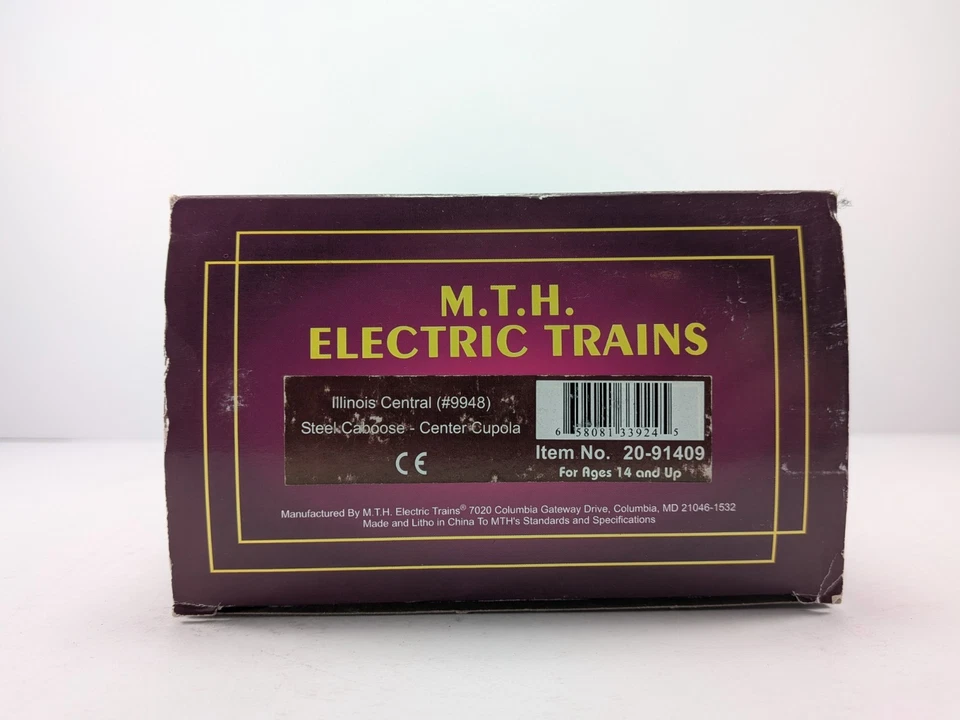 M.T.H.
ELECTRIC TRAINS
Illinois Central (#9948)
Steel Caboose - Center Cupola
CE
6 58081 33924 5
Item No. 20-91409
For Ages 14 and Up
Manufactured By M.T.H. Electric Trains® 7020 Columbia Gateway Drive, Columbia, MD 21046-1532
Made and Litho in China To MTH's Standards and Specifications